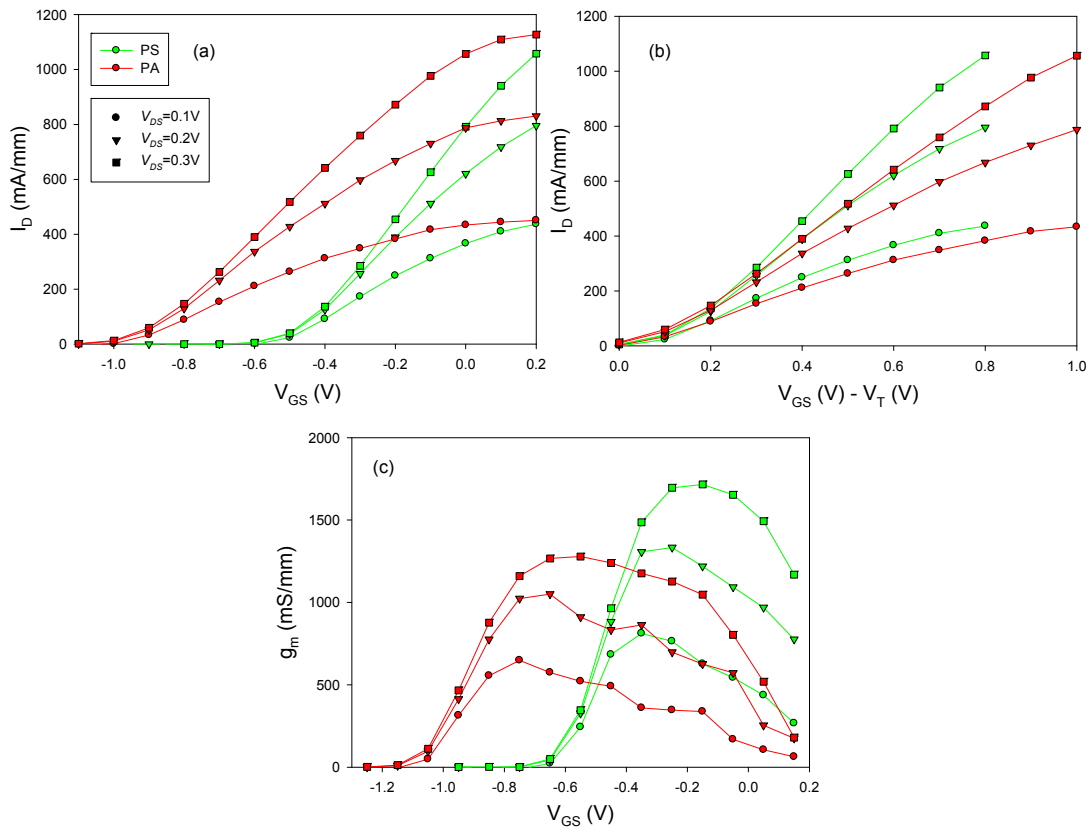 1200
1000
800
600
400
200
0
I_D (mA/mm)
(a)
PS
PA
V_DS=0.1V
V_DS=0.2V
V_DS=0.3V
-1.0 -0.8 -0.6 -0.4 -0.2 0.0 0.2
V_GS (V)
1200
1000
800
600
400
200
0
I_D (mA/mm)
(b)
0.0 0.2 0.4 0.6 0.8 1.0
V_GS (V) - V_T (V)
2000
1500
1000
500
0
g_m (mS/mm)
(c)
-1.2 -1.0 -0.8 -0.6 -0.4 -0.2 0.0 0.2
V_GS (V)